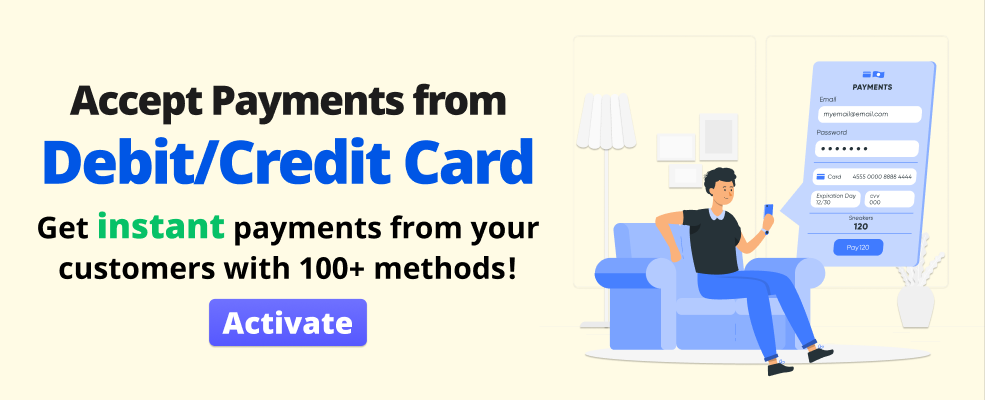 Accept Payments from
Debit/Credit Card
Get instant payments from your
customers with 100+ methods!
Activate
PAYMENTS
Email
myemail@email.com
Password
Card 4555 0000 8888 4444
Expiration Day
12/30
CVV
000
Sneakers
120
Pay120